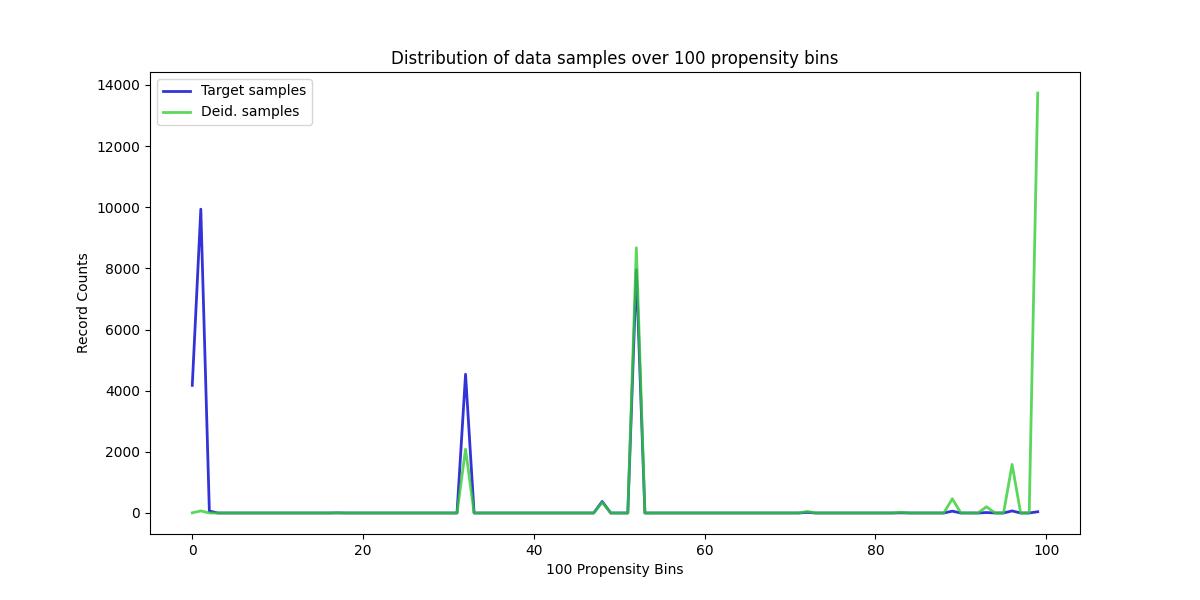 Distribution of data samples over 100 propensity bins
Target samples
Deid. samples
14000
12000
10000
8000
6000
4000
2000
0
Record Counts
0 20 40 60 80 100
100 Propensity Bins